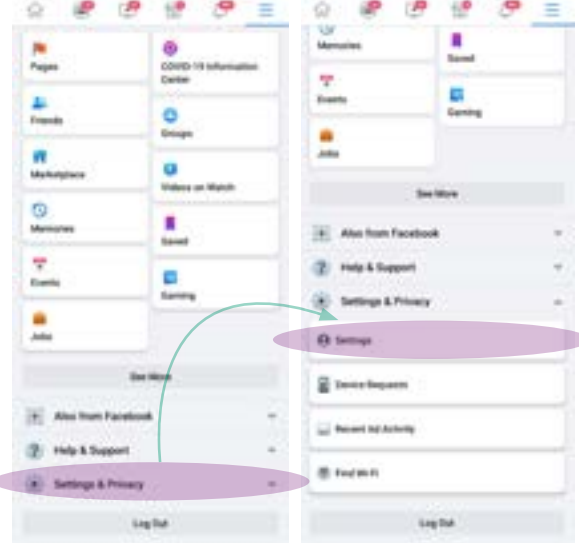 Pages
COVID-19 Information
Center
Friends
Groups
Marketplace
Videos on Watch
Memories
Saved
Events
Gaming
Jobs
See More
Also from Facebook
Help & Support
Settings & Privacy
Log Out
Memories
Saved
Events
Gaming
Jobs
See More
Also from Facebook
Help & Support
Settings & Privacy
Settings
Device Requests
Recent Ad Activity
Find Wi-Fi
Log Out